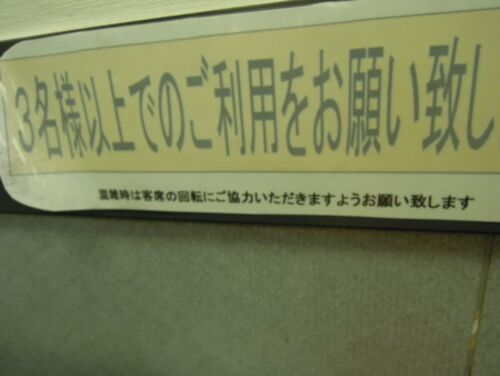 3名様以上でのご利用をお願い致し
混雑時は客席の回転にご協力いただきますようお願い致します